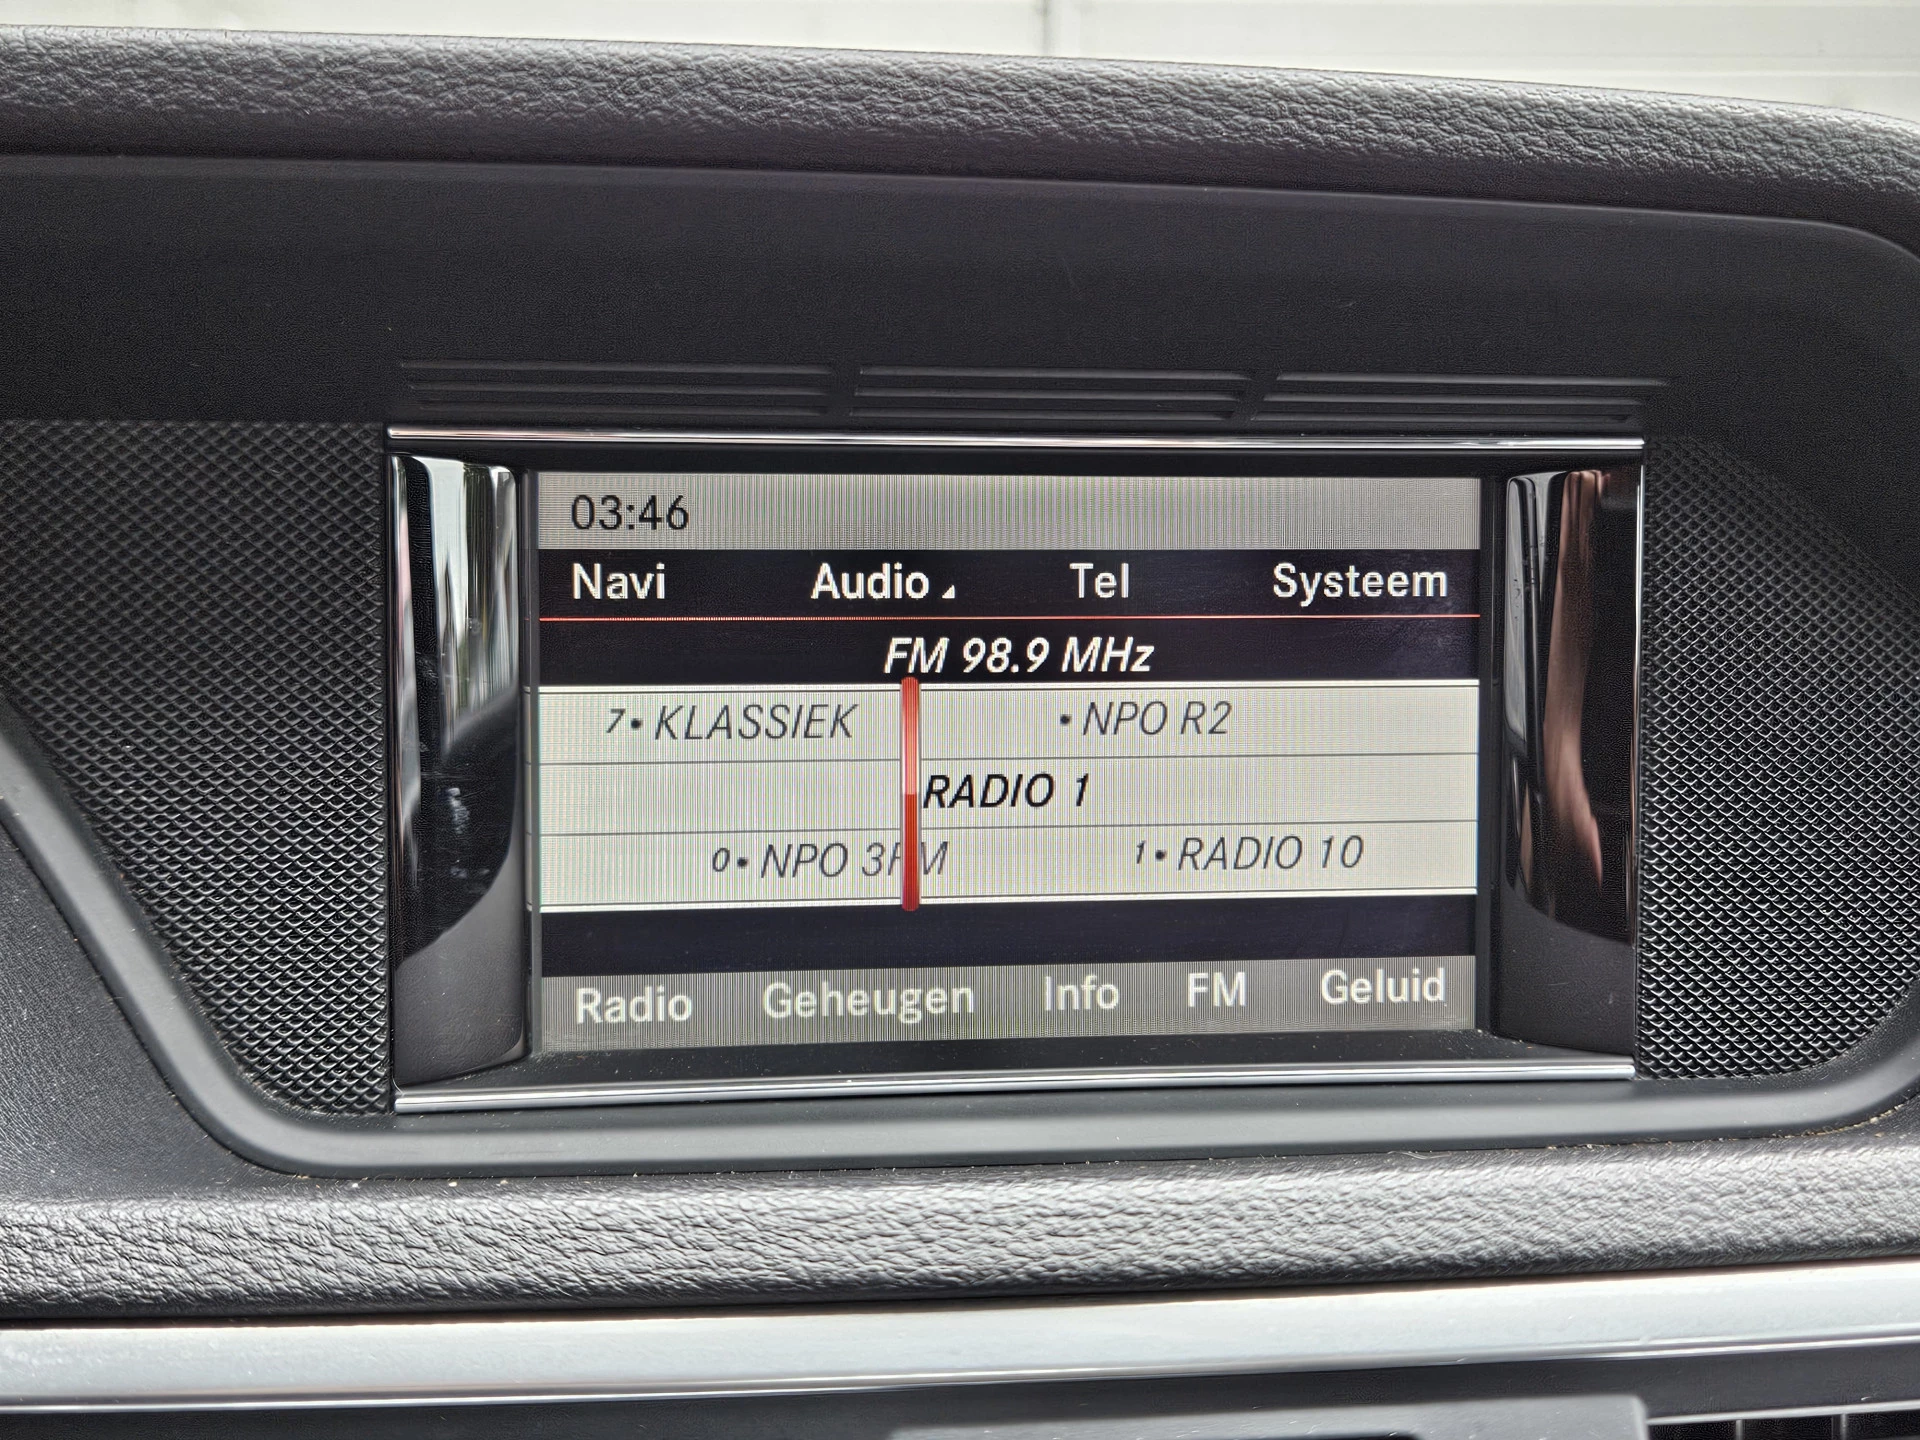 03:46
Navi Audio Tel Systeem
FM 98.9 MHz
7• KLASSIEK • NPO R2
RADIO 1
0• NPO 3FM 1• RADIO 10
Radio Geheugen Info FM Geluid